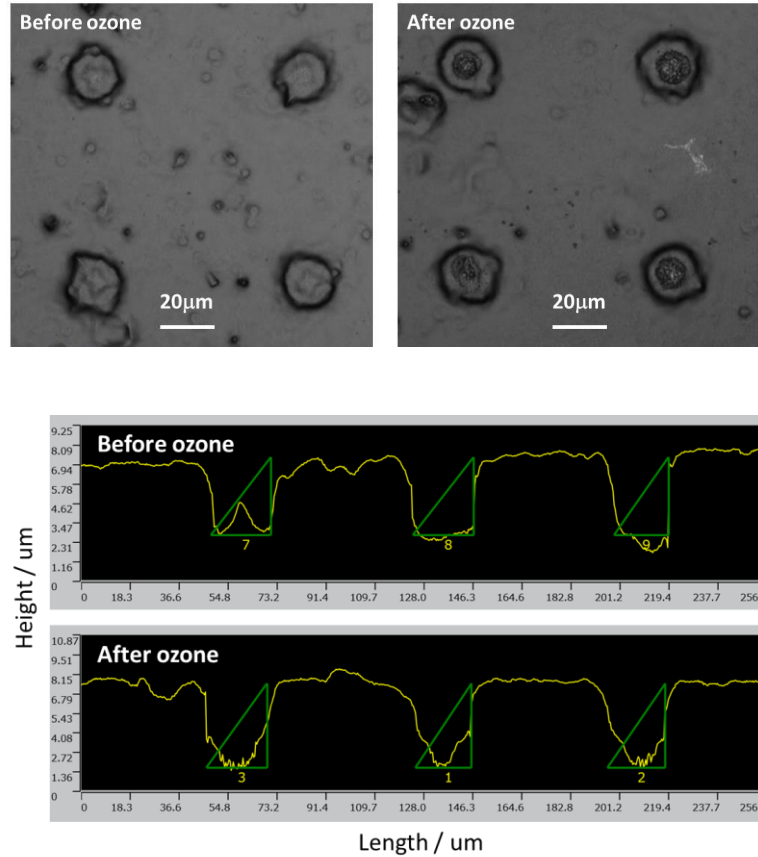 Before ozone
After ozone
20μm
20μm
Height / um
9.25
8.09
6.94
5.78
4.62
3.47
2.31
1.16
0
Before ozone
7
8
9
0 18.3 36.6 54.8 73.2 91.4 109.7 128.0 146.3 164.5 182.9 201.2 219.4 237.7 256
10.87
9.51
8.15
6.79
5.43
4.08
2.72
1.36
0
After ozone
3
1
2
0 18.3 36.6 54.8 73.2 91.4 109.7 128.0 146.3 164.5 182.9 201.2 219.4 237.7 256
Length / um